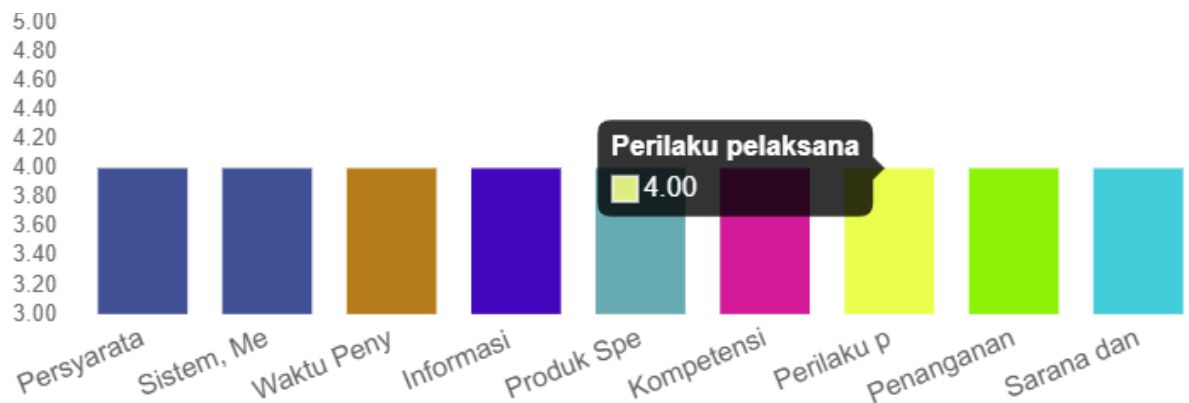 5.00
4.80
4.60
4.40
4.20
4.00
3.80
3.60
3.40
3.20
3.00
Perilaku pelaksana
4.00
Persyarata
Sistem, Me
Waktu Peny
Informasi
Produk Spe
Kompetensi
Perilaku p
Penanganan
Sarana dan